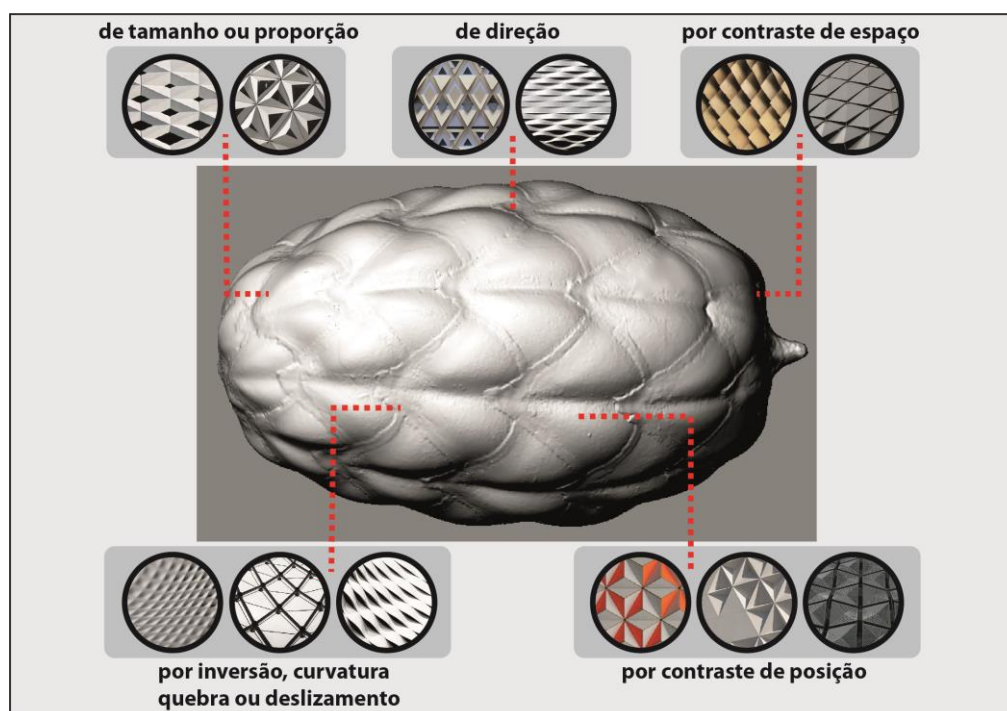 de tamanho ou proporção
de direção
por contraste de espaço
por inversão, curvatura
quebra ou deslizamento
por contraste de posição